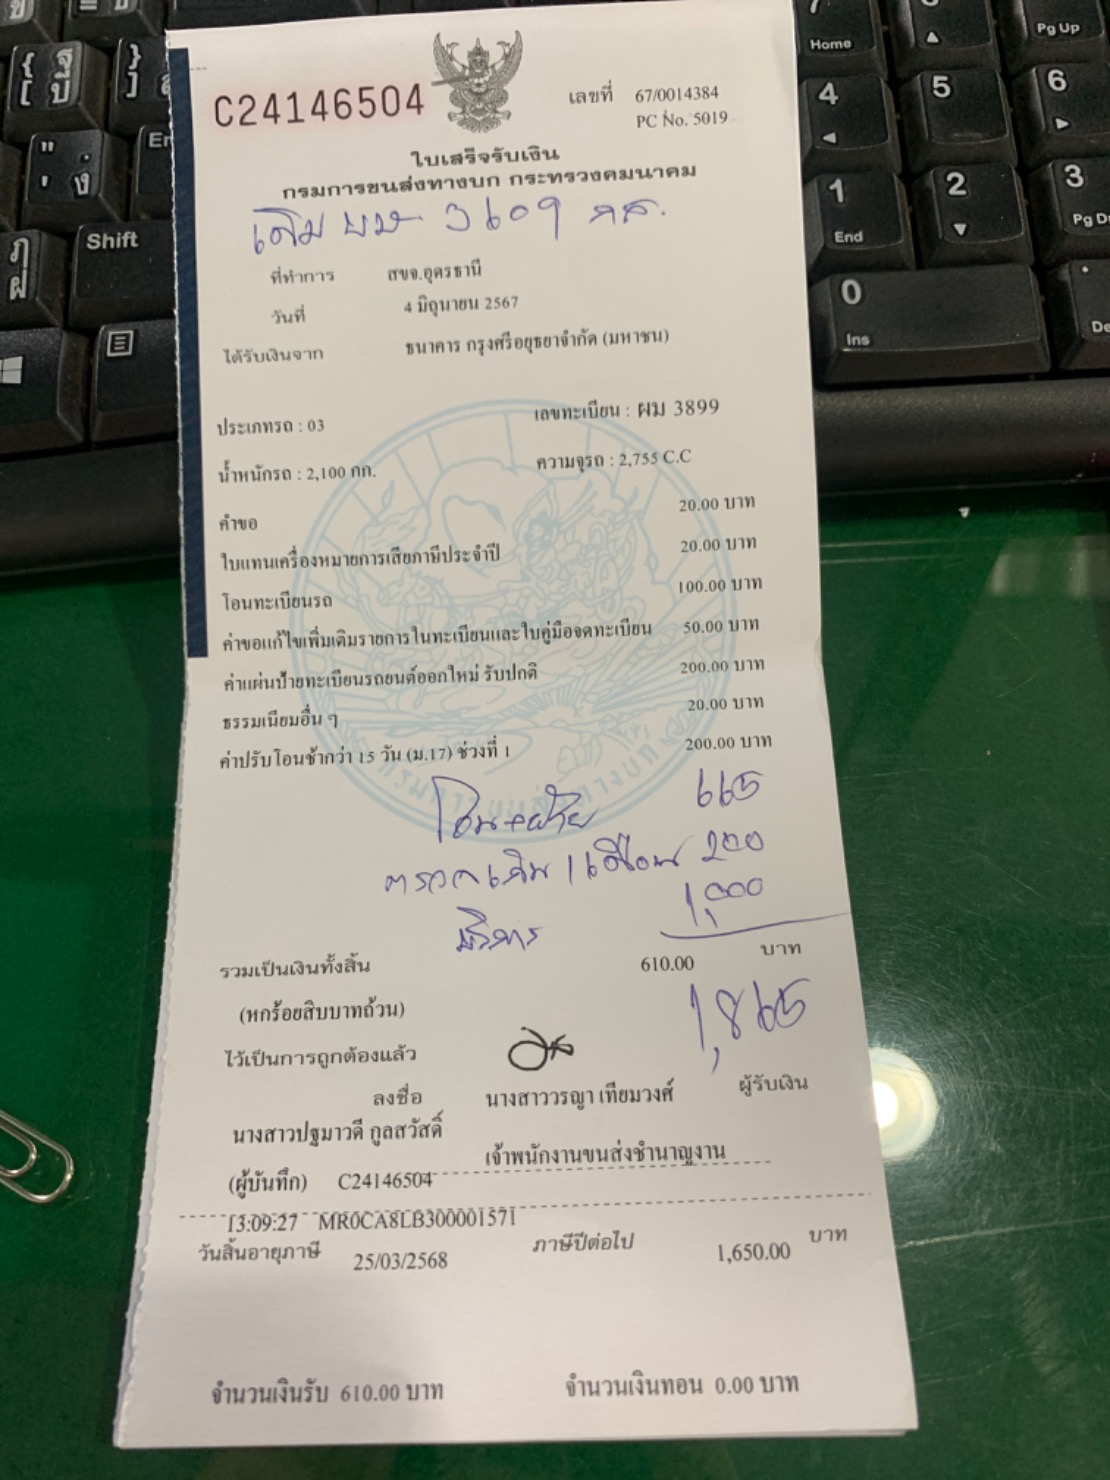 C24146504
เลขที่ 67/0014384
PC No. 5019
ใบเสร็จรับเงิน
กรมการขนส่งทางบก กระทรวงคมนาคม
เดิม
ที่ทำการ สขจ.อุดรธานี
วันที่ 4 มิถุนายน 2567
ได้รับเงินจาก ธนาคาร กรุงศรีอยุธยาจำกัด (มหาชน)
ประเภทรถ : 03 เลขทะเบียน : ผม 3899
น้ำหนักรถ : 2,100 กก. ความจุรถ : 2,755 C.C
คำขอ 20.00 บาท
ใบแทนเครื่องหมายการเสียภาษีประจำปี 20.00 บาท
โอนทะเบียนรถ 100.00 บาท
ค่าขอแก้ไขเพิ่มเติมรายการในทะเบียนและใบคู่มือจดทะเบียน 50.00 บาท
ค่าแผ่นป้ายทะเบียนรถยนต์ออกใหม่ รับปกติ 200.00 บาท
ธรรมเนียมอื่น ๆ 20.00 บาท
ค่าปรับโอนช้ากว่า 15 วัน (ม.17) ช่วงที่ 1 200.00 บาท
665
200
บริการ 1,000
รวมเป็นเงินทั้งสิ้น 610.00 บาท
(หกร้อยสิบบาทถ้วน) 1,865
ไว้เป็นการถูกต้องแล้ว
ลงชื่อ นางสาววรญา เทียมวงศ์ ผู้รับเงิน
นางสาวปฐมาวดี กูลสวัสดิ์
เจ้าพนักงานขนส่งชำนาญงาน
(ผู้บันทึก) C24146504
13:09:27 MR0CA8LB300001571
วันสิ้นอายุภาษี 25/03/2568 ภาษีปีต่อไป 1,650.00 บาท
จำนวนเงินรับ 610.00 บาท จำนวนเงินทอน 0.00 บาท
Shift
Home
Pg Up
4
5
6
1
End
2
3
0
Ins